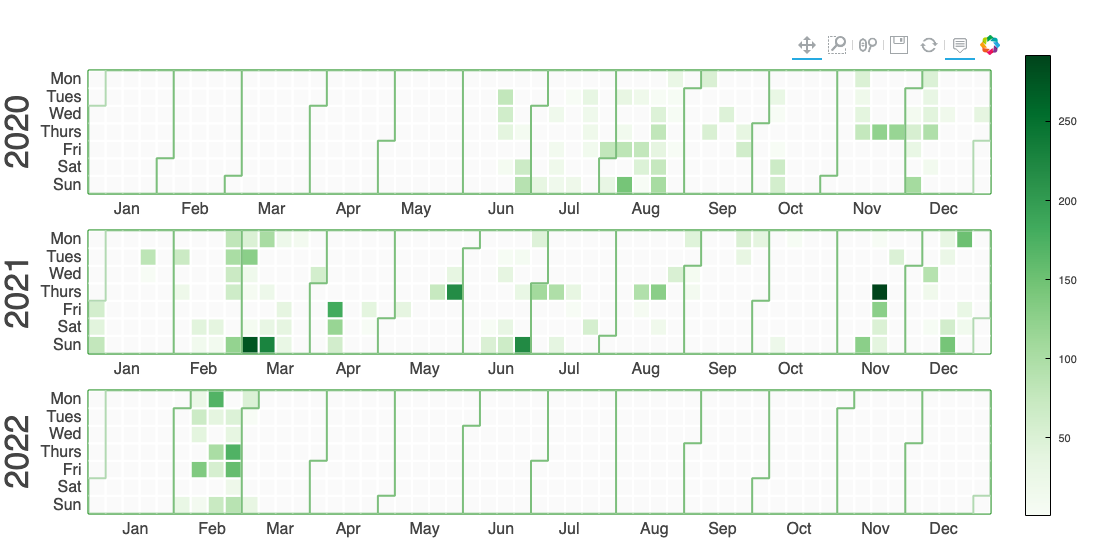 2020
Mon
Tues
Wed
Thurs
Fri
Sat
Sun
Jan Feb Mar Apr May Jun Jul Aug Sep Oct Nov Dec
2021
Mon
Tues
Wed
Thurs
Fri
Sat
Sun
Jan Feb Mar Apr May Jun Jul Aug Sep Oct Nov Dec
2022
Mon
Tues
Wed
Thurs
Fri
Sat
Sun
Jan Feb Mar Apr May Jun Jul Aug Sep Oct Nov Dec
250
200
150
100
50